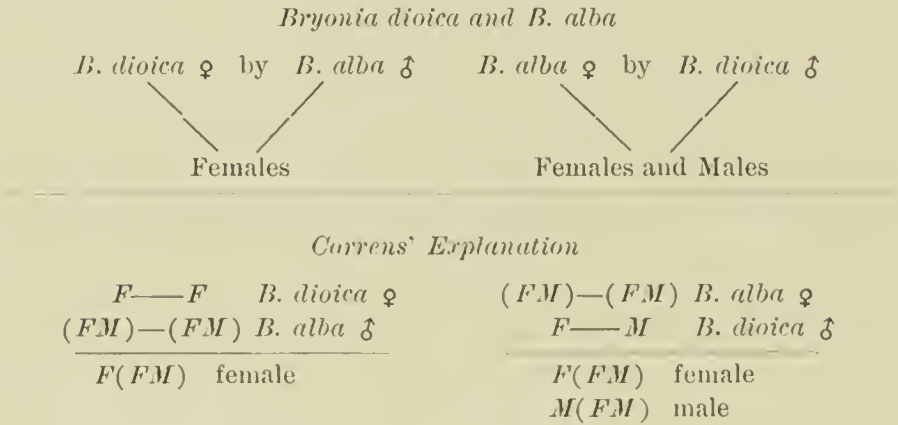 Bryonia dioica and B. alba
B. dioica ♀ by B. alba ♂ B. alba ♀ by B. dioica ♂
Females Females and Males
Correns' Explanation
F——F B. dioica ♀ (FM)—(FM) B. alba ♀
(FM)—(FM) B. alba ♂ F——M B. dioica ♂
F(FM) female F(FM) female
M(FM) male